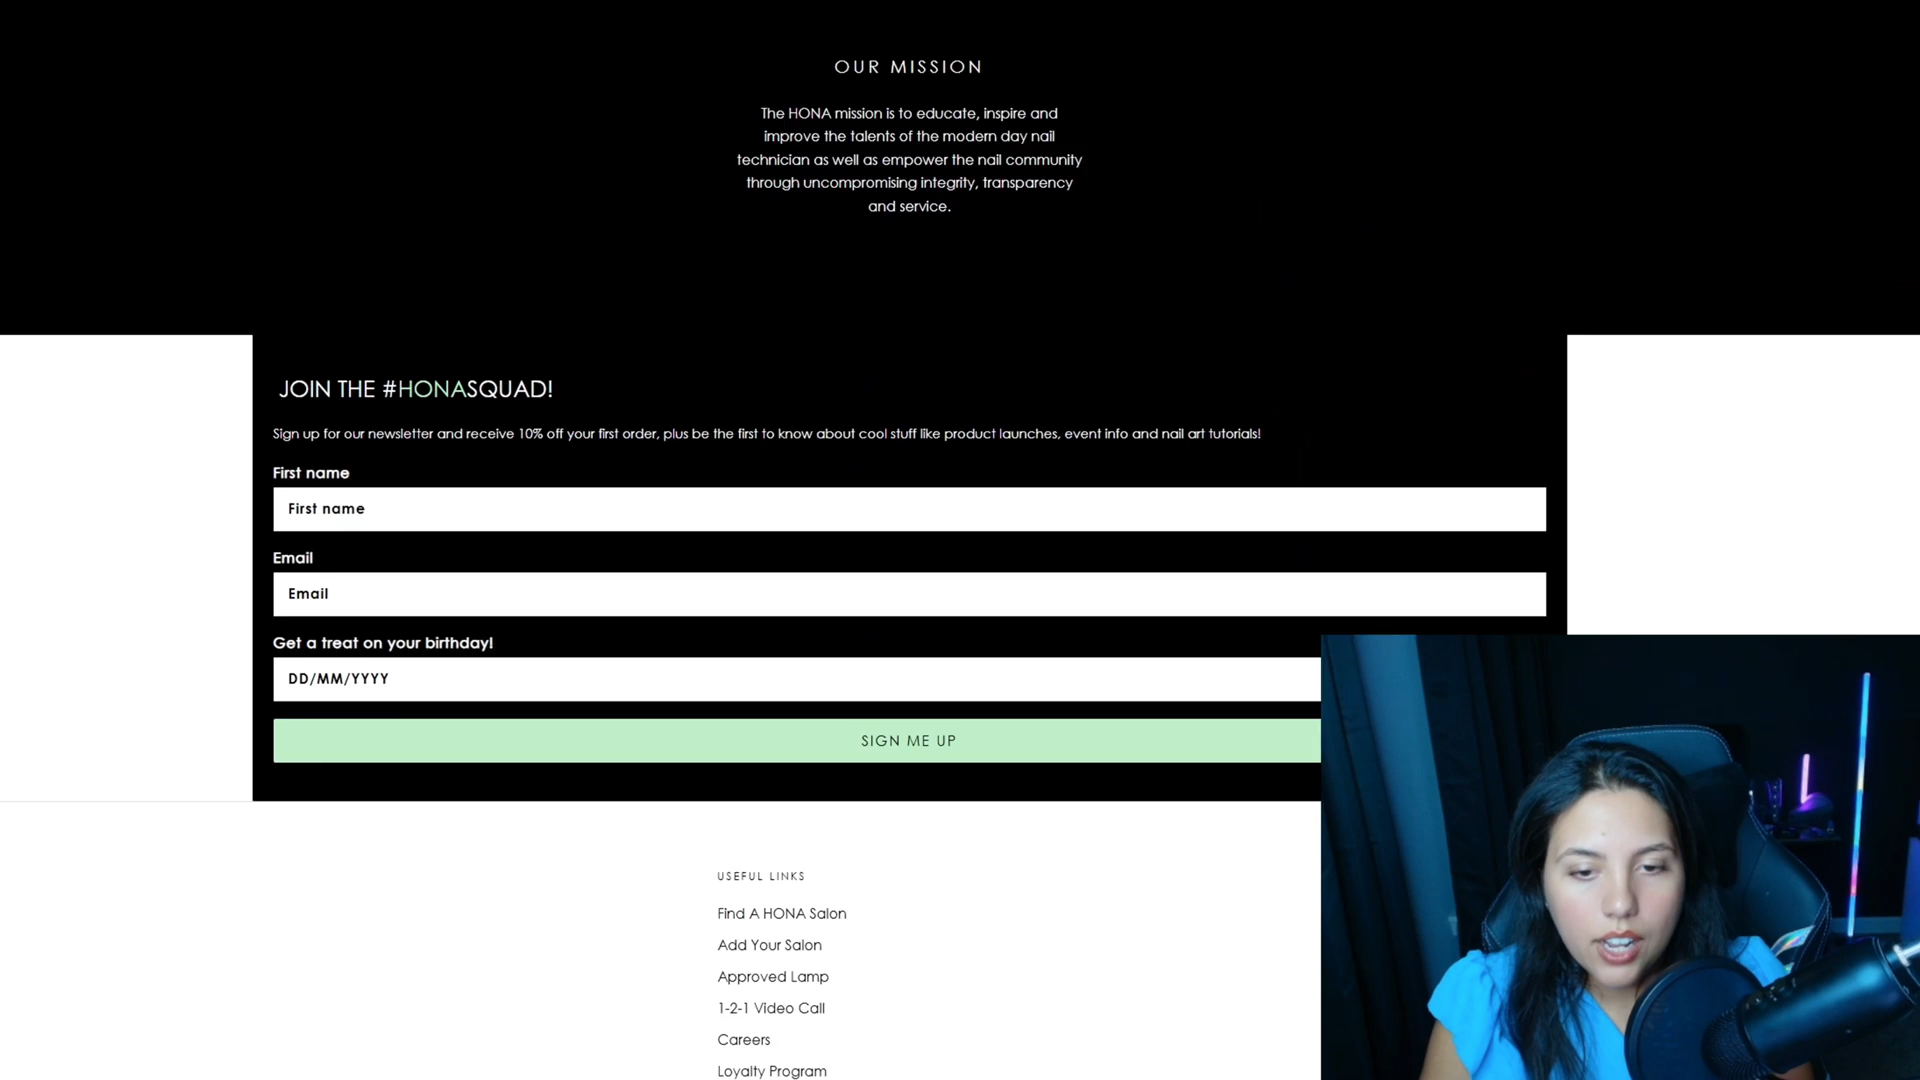 OUR MISSION
The HONA mission is to educate, inspire and
improve the talents of the modern day nail
technician as well as empower the nail community
through uncompromising integrity, transparency
and service.
JOIN THE #HONASQUAD!
Sign up for our newsletter and receive 10% off your first order, plus be the first to know about cool stuff like product launches, event info and nail art tutorials!
First name
First name
Email
Email
Get a treat on your birthday!
DD/MM/YYYY
SIGN ME UP
USEFUL LINKS
Find A HONA Salon
Add Your Salon
Approved Lamp
1-2-1 Video Call
Careers
Loyalty Program